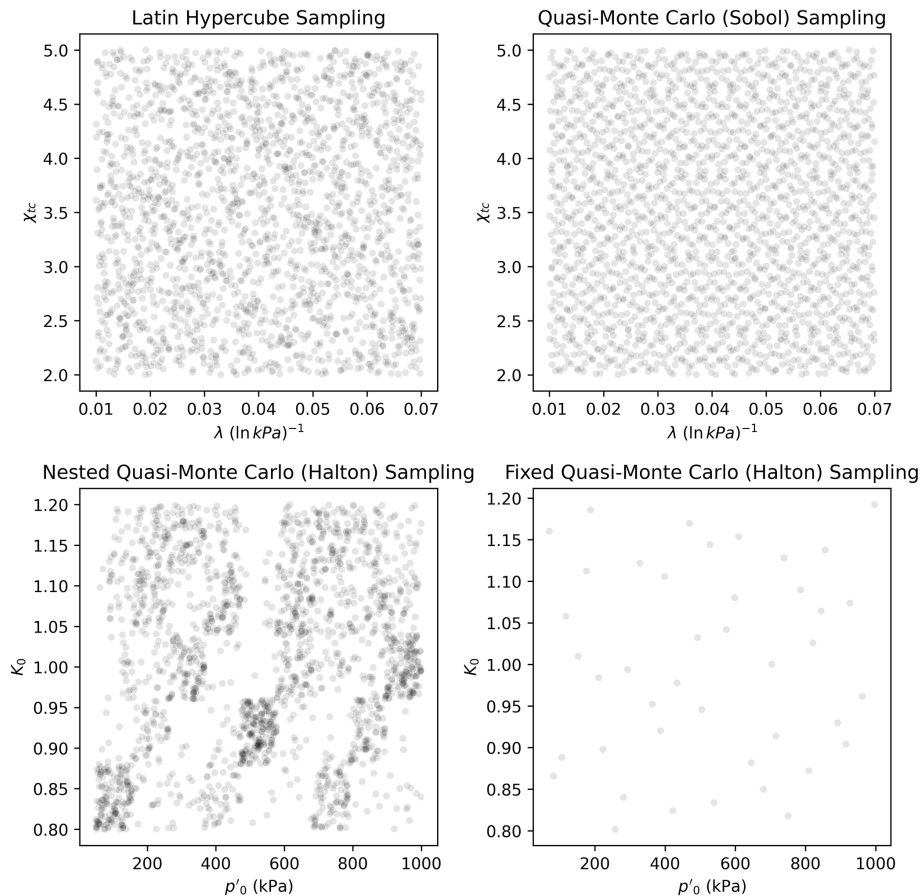 Latin Hypercube Sampling
5.0
4.5
4.0
3.5
3.0
2.5
2.0
χtc
0.01 0.02 0.03 0.04 0.05 0.06 0.07
λ (ln kPa)⁻¹
Quasi-Monte Carlo (Sobol) Sampling
5.0
4.5
4.0
3.5
3.0
2.5
2.0
χtc
0.01 0.02 0.03 0.04 0.05 0.06 0.07
λ (ln kPa)⁻¹
Nested Quasi-Monte Carlo (Halton) Sampling
1.20
1.15
1.10
1.05
1.00
0.95
0.90
0.85
0.80
K₀
200 400 600 800 1000
p'₀ (kPa)
Fixed Quasi-Monte Carlo (Halton) Sampling
1.20
1.15
1.10
1.05
1.00
0.95
0.90
0.85
0.80
K₀
200 400 600 800 1000
p'₀ (kPa)